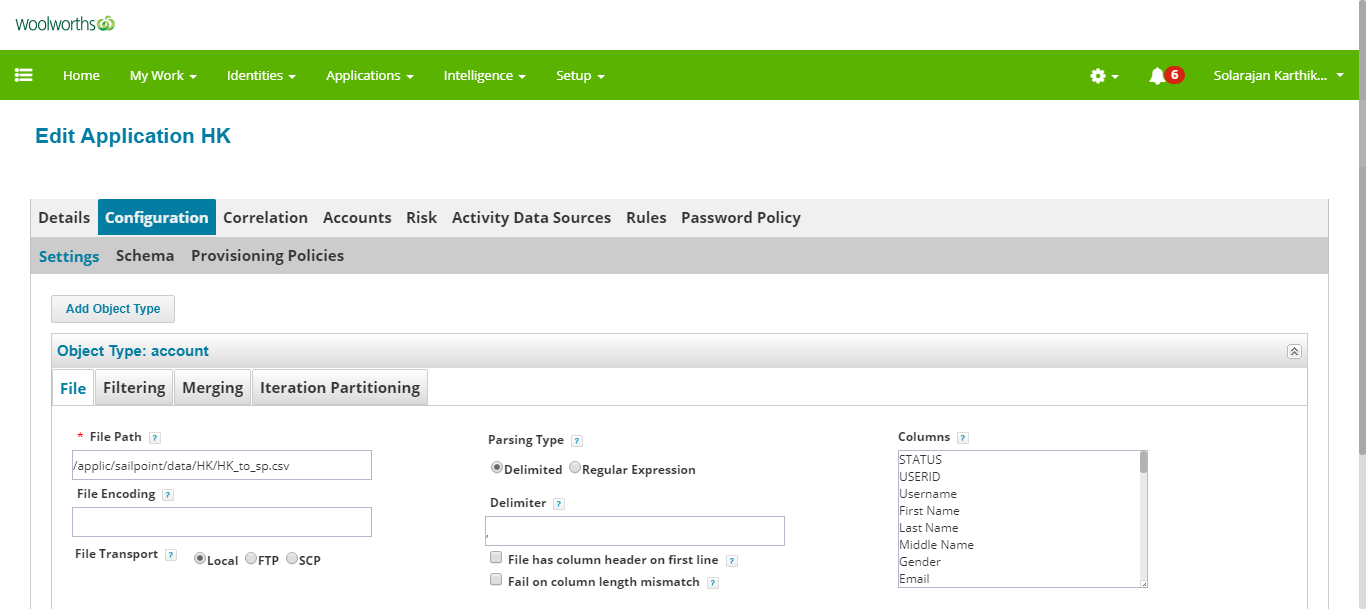 woolworths
Home My Work Identities Applications Intelligence Setup 6 Solarajan Karthik...
Edit Application HK
Details Configuration Correlation Accounts Risk Activity Data Sources Rules Password Policy
Settings Schema Provisioning Policies
Add Object Type
Object Type: account
File Filtering Merging Iteration Partitioning
* File Path ?
/applic/sailpoint/data/HK/HK_to_sp.csv
File Encoding ?
File Transport ? Local FTP SCP
Parsing Type ?
Delimited Regular Expression
Delimiter ?
,
File has column header on first line ?
Fail on column length mismatch ?
Columns ?
STATUS
USERID
Username
First Name
Last Name
Middle Name
Gender
Email